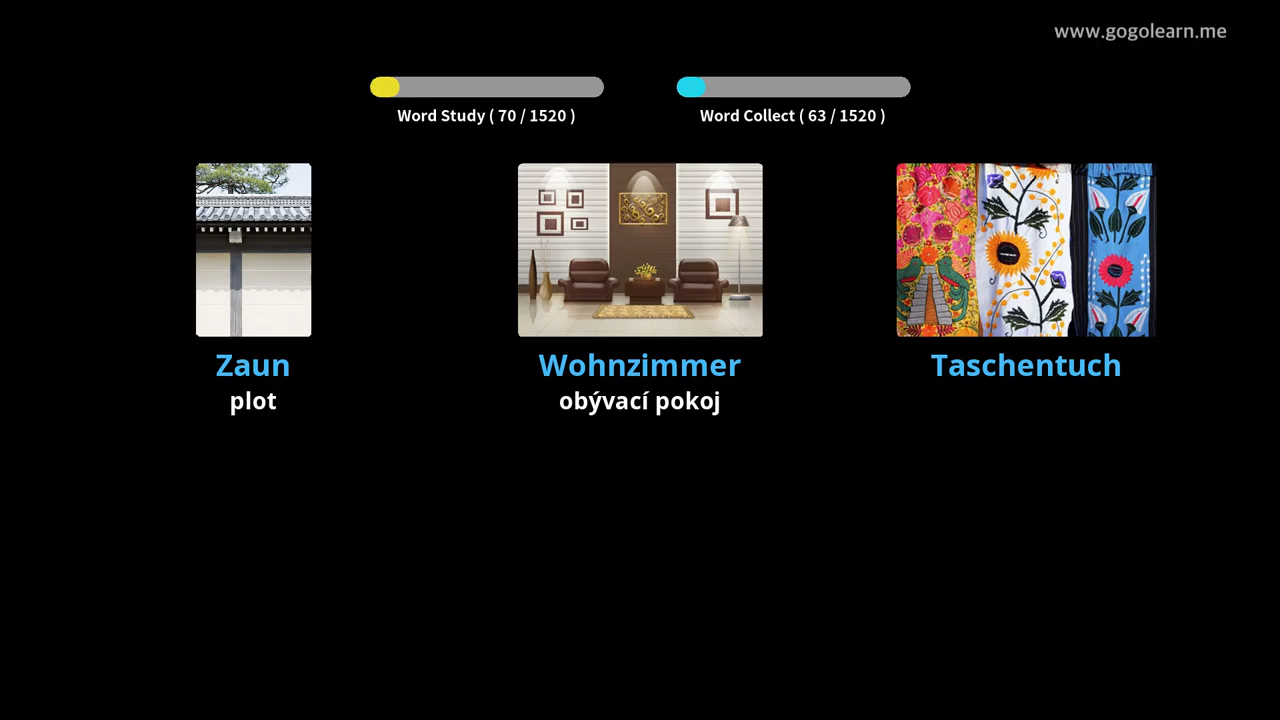 www.gogolearn.me
Word Study ( 70 / 1520 )
Word Collect ( 63 / 1520 )
Zaun
plot
Wohnzimmer
obývací pokoj
Taschentuch